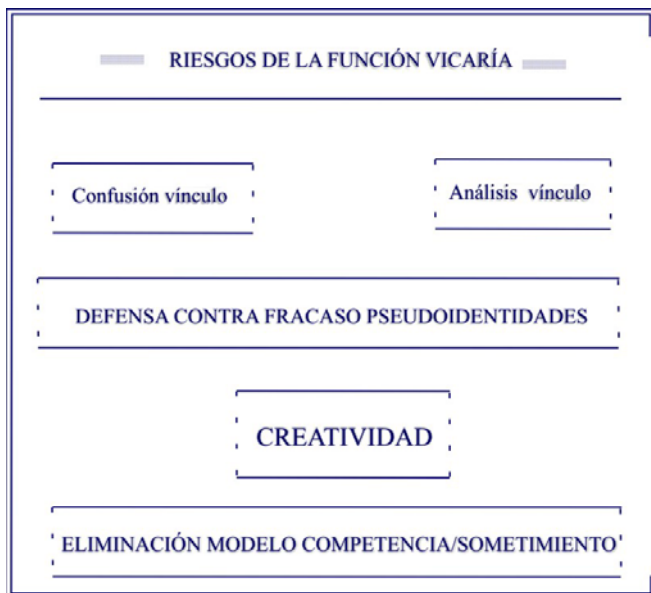 RIESGOS DE LA FUNCIÓN VICARÍA
Confusión vínculo
Análisis vínculo
DEFENSA CONTRA FRACASO PSEUDOIDENTIDADES
CREATIVIDAD
ELIMINACIÓN MODELO COMPETENCIA/SOMETIMIENTO